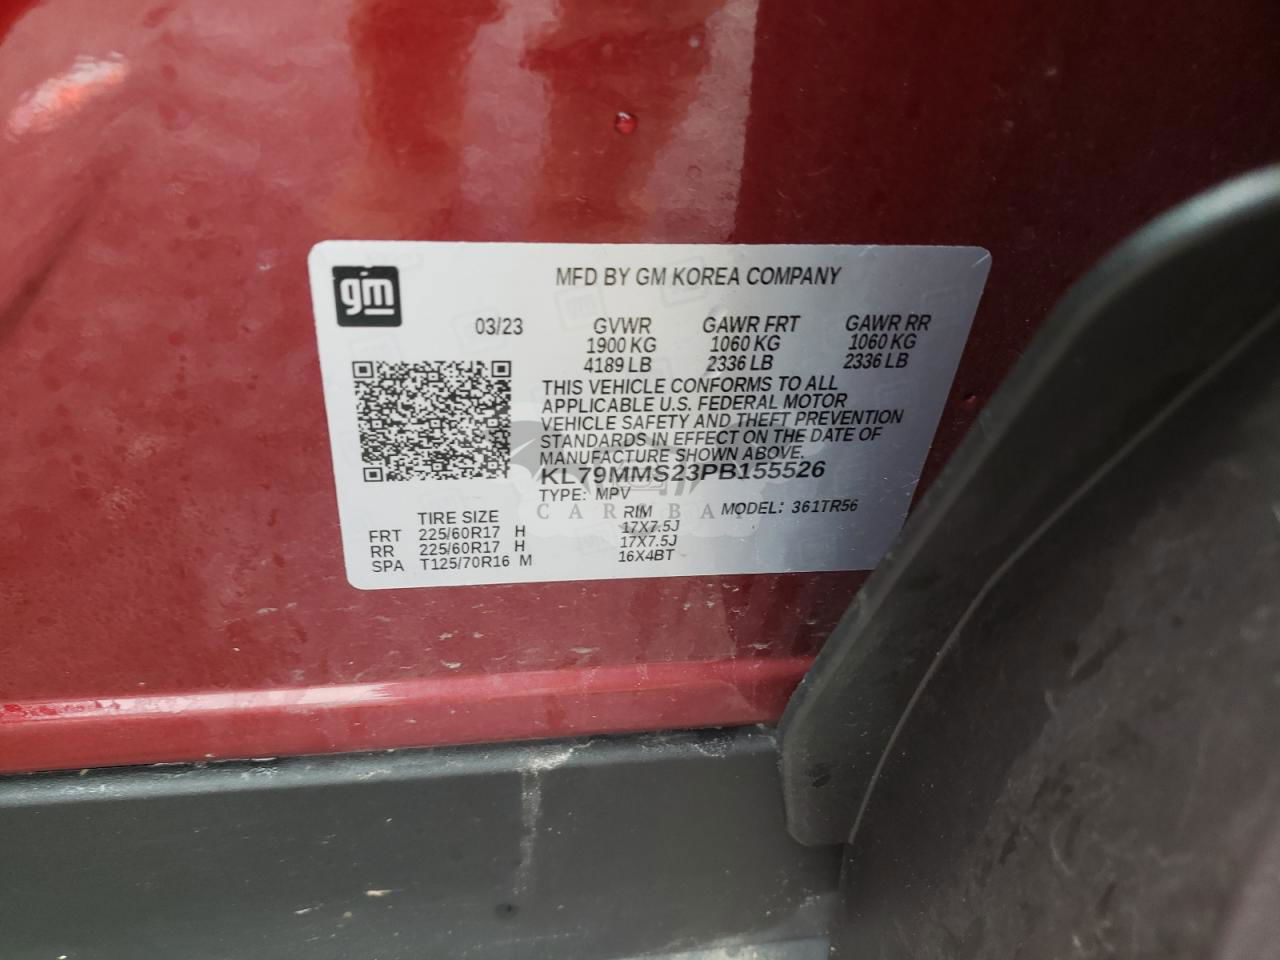 gm
MFD BY GM KOREA COMPANY
03/23 GVWR GAWR FRT GAWR RR
1900 KG 1060 KG 1060 KG
4189 LB 2336 LB 2336 LB
THIS VEHICLE CONFORMS TO ALL
APPLICABLE U.S. FEDERAL MOTOR
VEHICLE SAFETY AND THEFT PREVENTION
STANDARDS IN EFFECT ON THE DATE OF
MANUFACTURE SHOWN ABOVE.
KL79MMS23PB155526
TYPE: MPV
TIRE SIZE RIM MODEL: 361TR56
FRT 225/60R17 H 17X7.5J
RR 225/60R17 H 17X7.5J
SPA T125/70R16 M 16X4BT